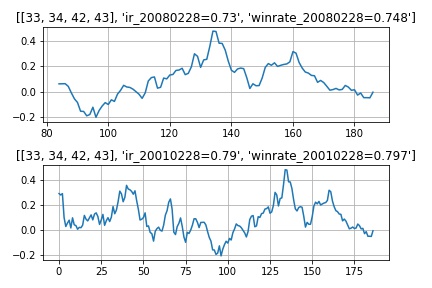 [[33, 34, 42, 43], 'ir_20080228=0.73', 'winrate_20080228=0.748']
0.4
0.2
0.0
−0.2
80 100 120 140 160 180
[[33, 34, 42, 43], 'ir_20010228=0.79', 'winrate_20010228=0.797']
0.4
0.2
0.0
−0.2
0 25 50 75 100 125 150 175